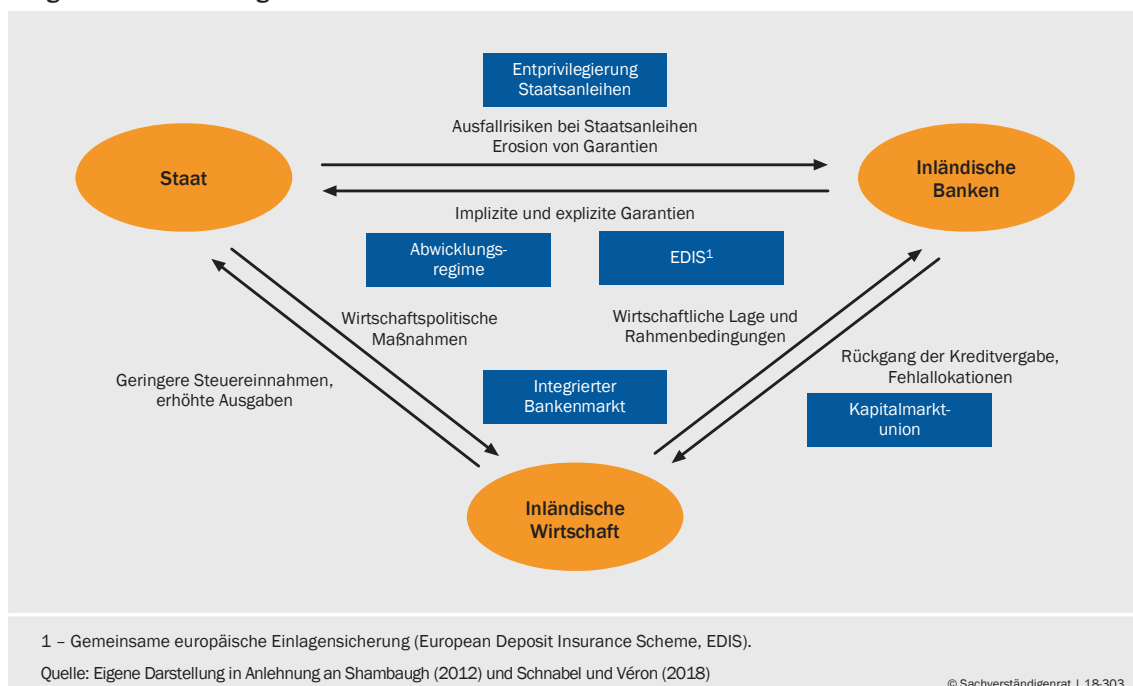 Entprivilegierung
Staatsanleihen
Ausfallrisiken bei Staatsanleihen
Erosion von Garantien
Staat
Inländische
Banken
Implizite und explizite Garantien
Abwicklungs-
regime
EDIS¹
Wirtschaftspolitische
Maßnahmen
Wirtschaftliche Lage und
Rahmenbedingungen
Geringere Steuereinnahmen,
erhöhte Ausgaben
Integrierter
Bankenmarkt
Rückgang der Kreditvergabe,
Fehlallokationen
Kapitalmarkt-
union
Inländische
Wirtschaft
1 – Gemeinsame europäische Einlagensicherung (European Deposit Insurance Scheme, EDIS).
Quelle: Eigene Darstellung in Anlehnung an Shambaugh (2012) und Schnabel und Véron (2018)
© Sachverständigenrat | 18-303